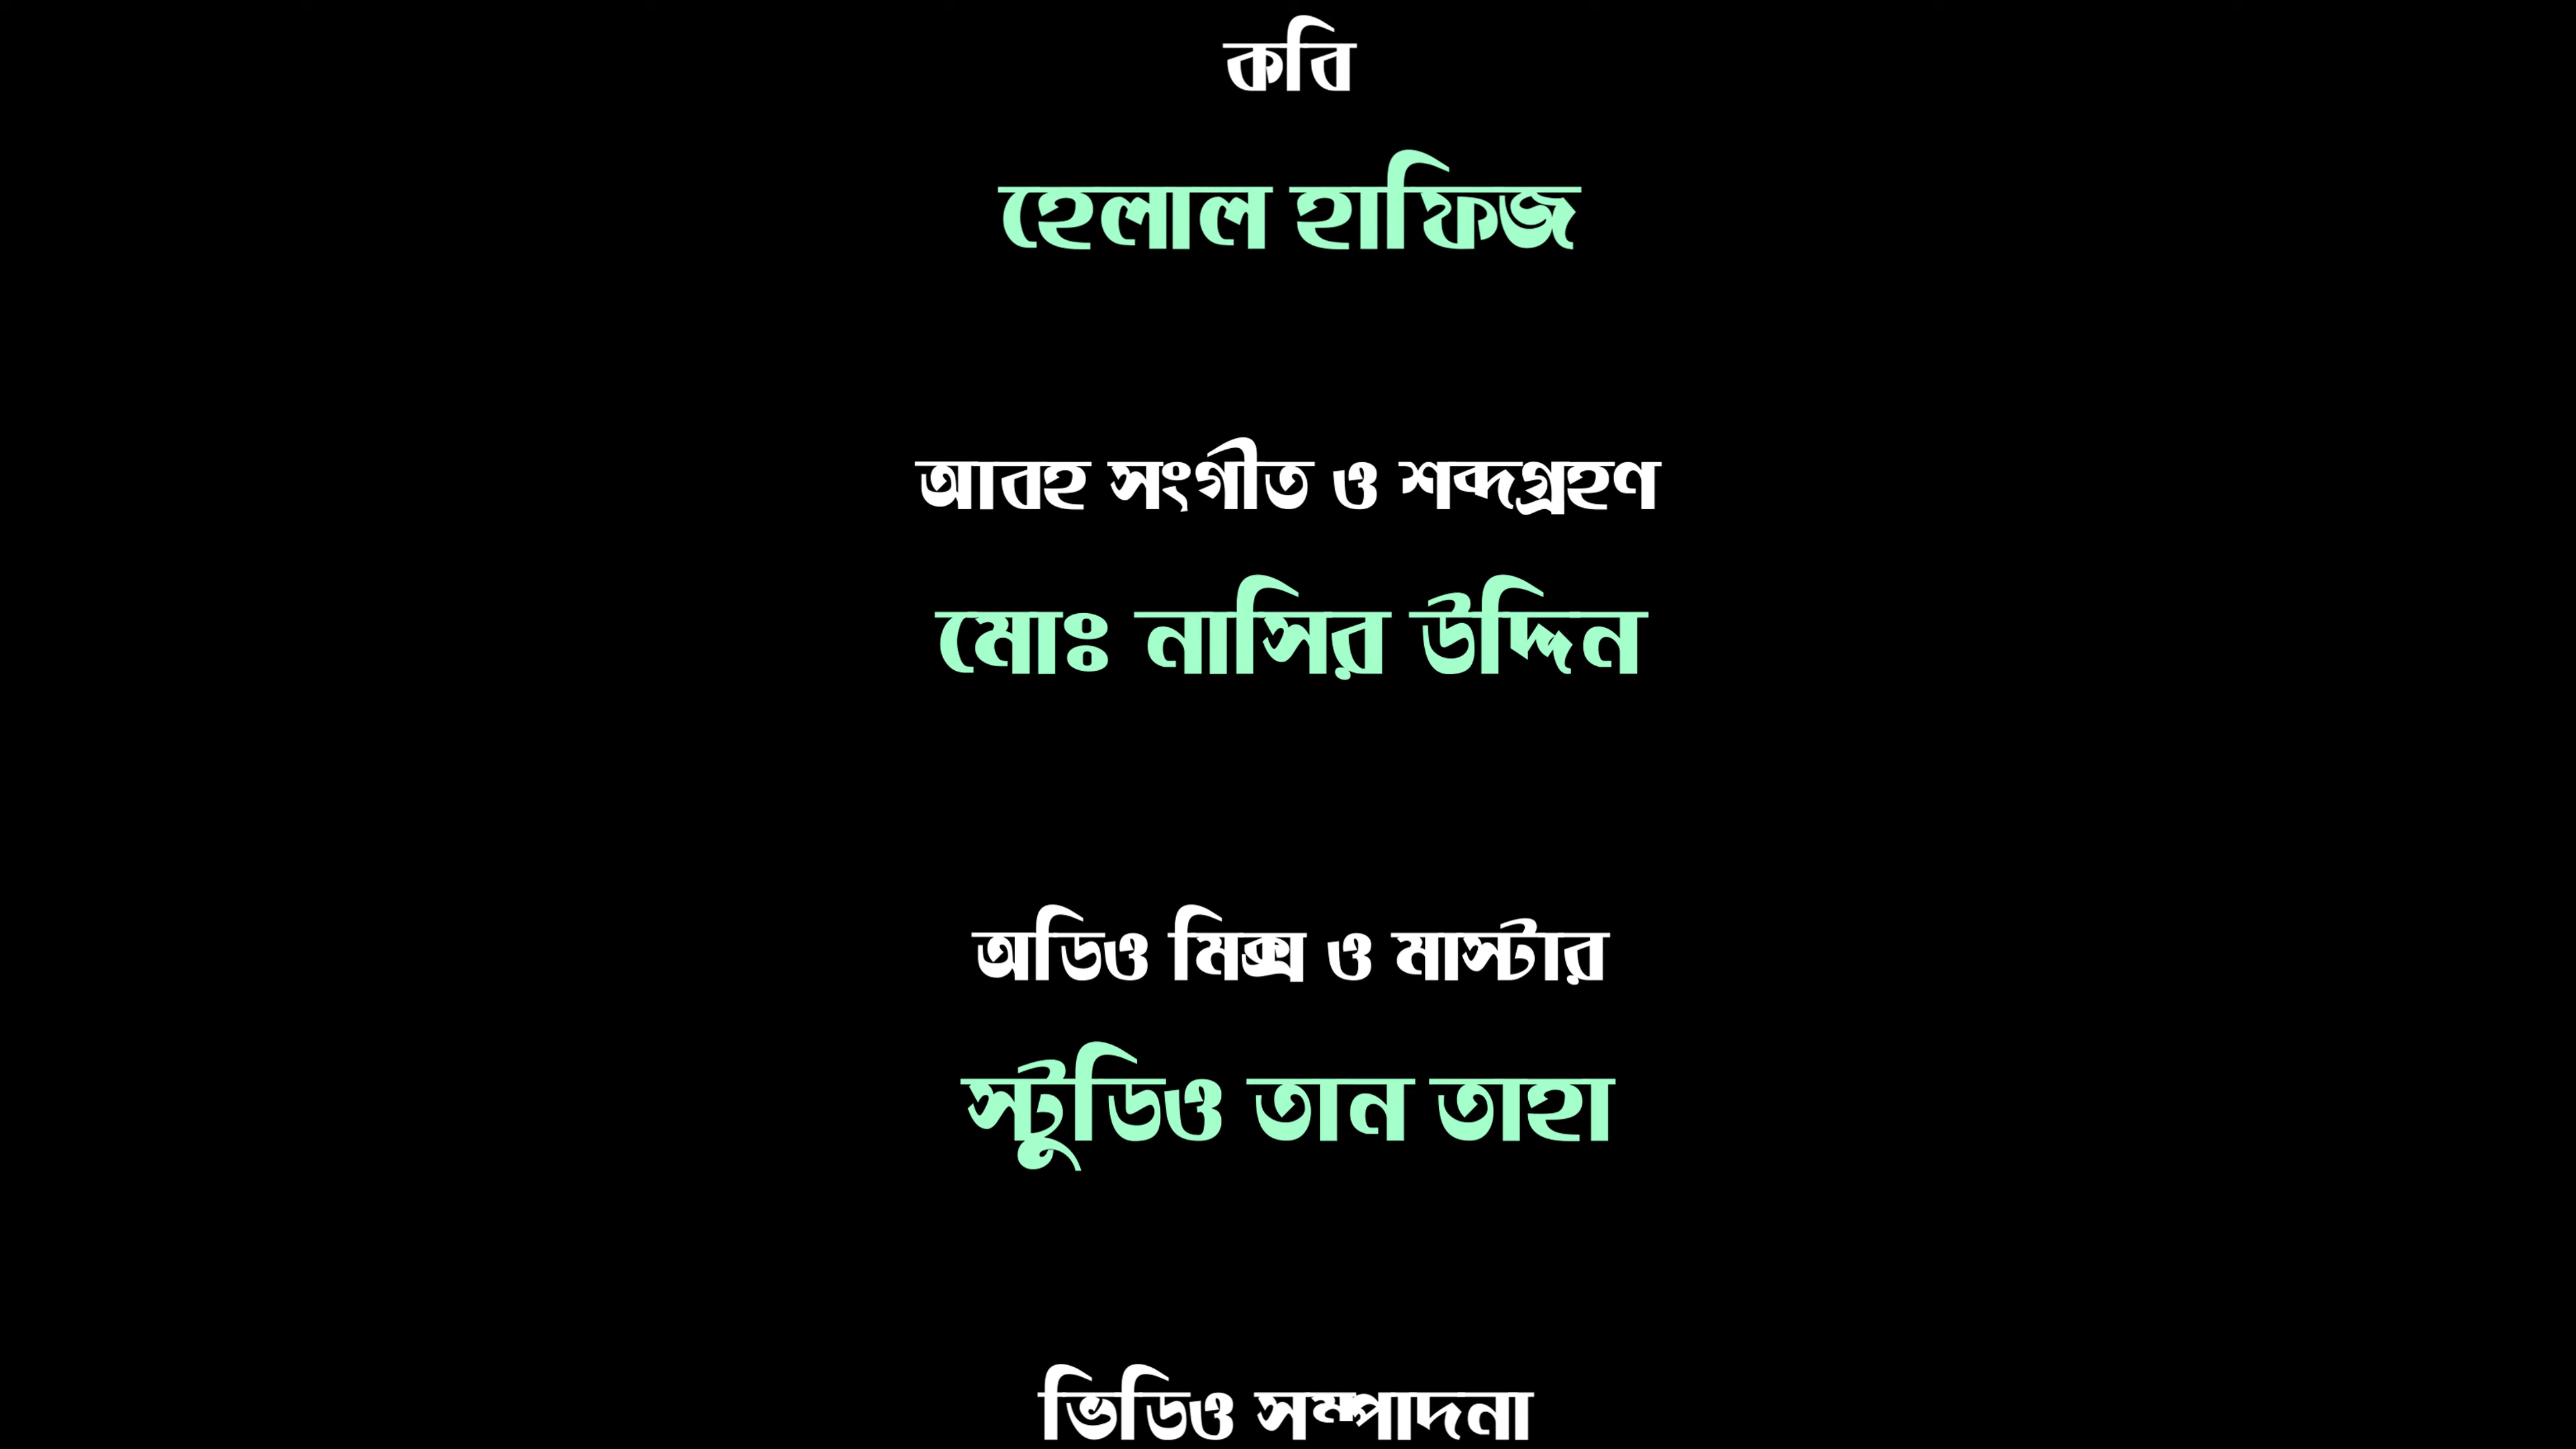 কবি
হেলাল হাফিজ
আবহ সংগীত ও শব্দগ্রহণ
মোঃ নাসির উদ্দিন
অডিও মিক্স ও মাস্টার
স্টুডিও তান তাহা
ভিডিও সম্পাদনা